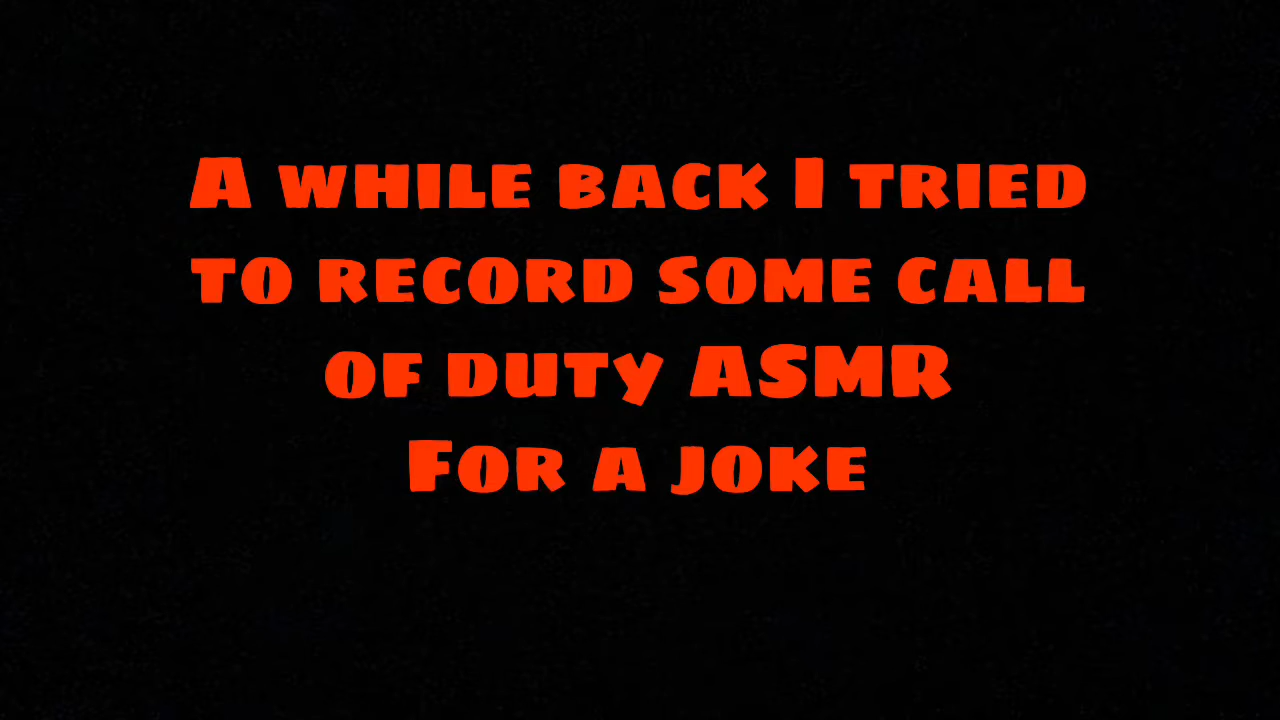 A while back I tried
to record some call
of duty ASMR
For a joke